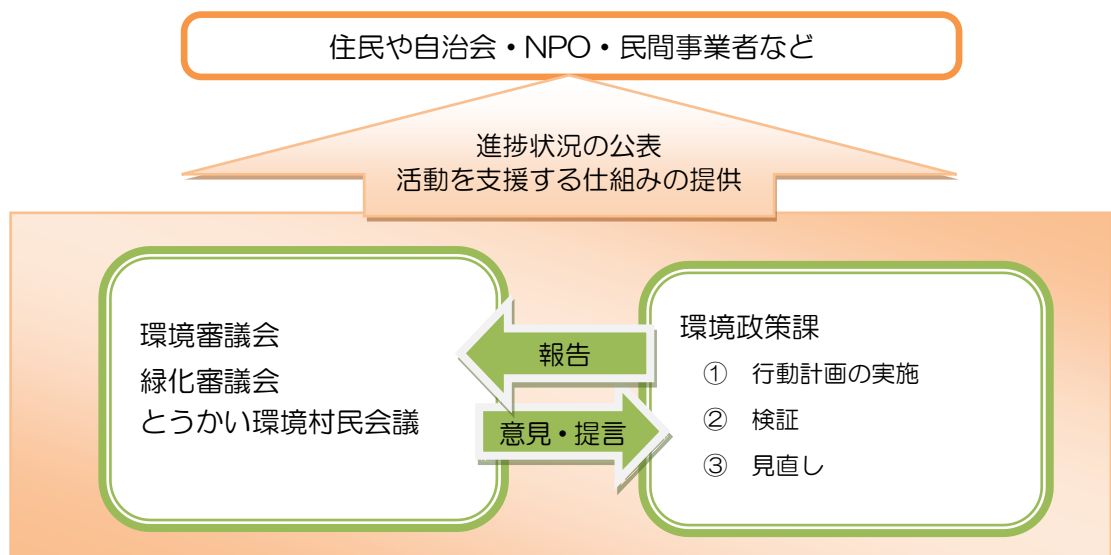 住民や自治会・NPO・民間事業者など
進捗状況の公表
活動を支援する仕組みの提供
環境審議会
緑化審議会
とうかい環境村民会議
報告
意見・提言
環境政策課
① 行動計画の実施
② 検証
③ 見直し